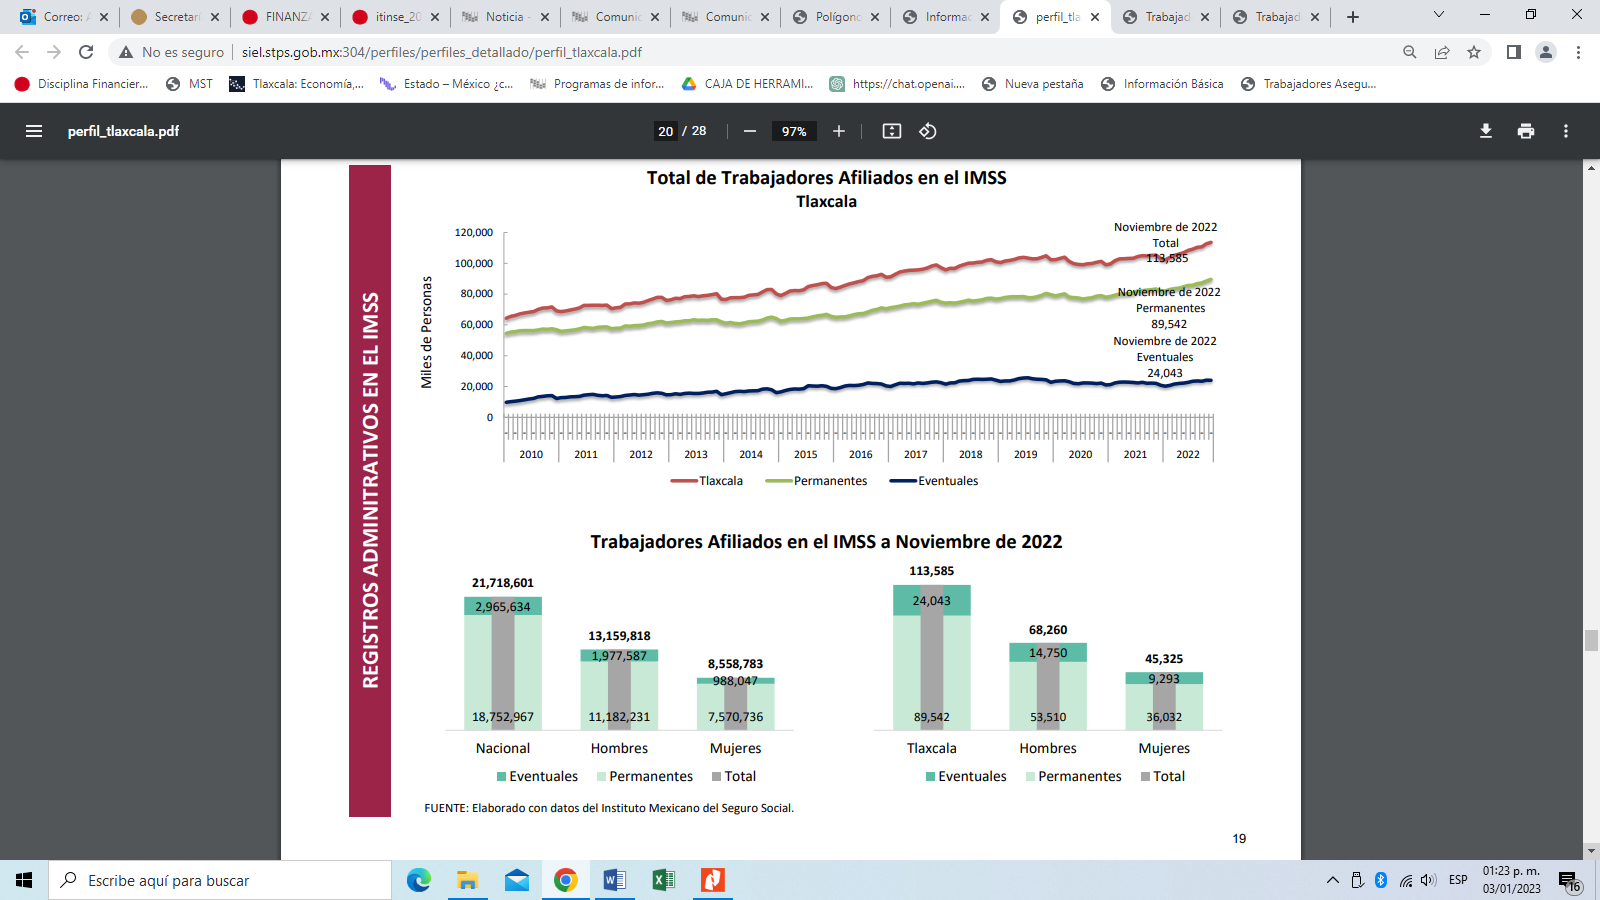 Correo: A
Secretarí
FINANZA
itinse_20
Noticia -
Comunic
Comunic
Polígono
Informac
perfil_tla
Trabajad
Trabajad
No es seguro | siel.stps.gob.mx:304/perfiles/perfiles_detallado/perfil_tlaxcala.pdf
Disciplina Financier...
MST
Tlaxcala: Economía,...
Estado – México ¿c...
Programas de infor...
CAJA DE HERRAMI...
https://chat.openai....
Nueva pestaña
Información Básica
Trabajadores Asegu...
perfil_tlaxcala.pdf
20 / 28
97%
REGISTROS ADMINITRATIVOS EN EL IMSS
Total de Trabajadores Afiliados en el IMSS
Tlaxcala
Miles de Personas
120,000
100,000
80,000
60,000
40,000
20,000
0
Noviembre de 2022
Total
113,585
Noviembre de 2022
Permanentes
89,542
Noviembre de 2022
Eventuales
24,043
2010 2011 2012 2013 2014 2015 2016 2017 2018 2019 2020 2021 2022
Tlaxcala Permanentes Eventuales
Trabajadores Afiliados en el IMSS a Noviembre de 2022
21,718,601
2,965,634
18,752,967
13,159,818
1,977,587
11,182,231
8,558,783
988,047
7,570,736
Nacional Hombres Mujeres
Eventuales Permanentes Total
113,585
24,043
89,542
68,260
14,750
53,510
45,325
9,293
36,032
Tlaxcala Hombres Mujeres
Eventuales Permanentes Total
FUENTE: Elaborado con datos del Instituto Mexicano del Seguro Social.
19
Escribe aquí para buscar
ESP
01:23 p. m.
03/01/2023
16